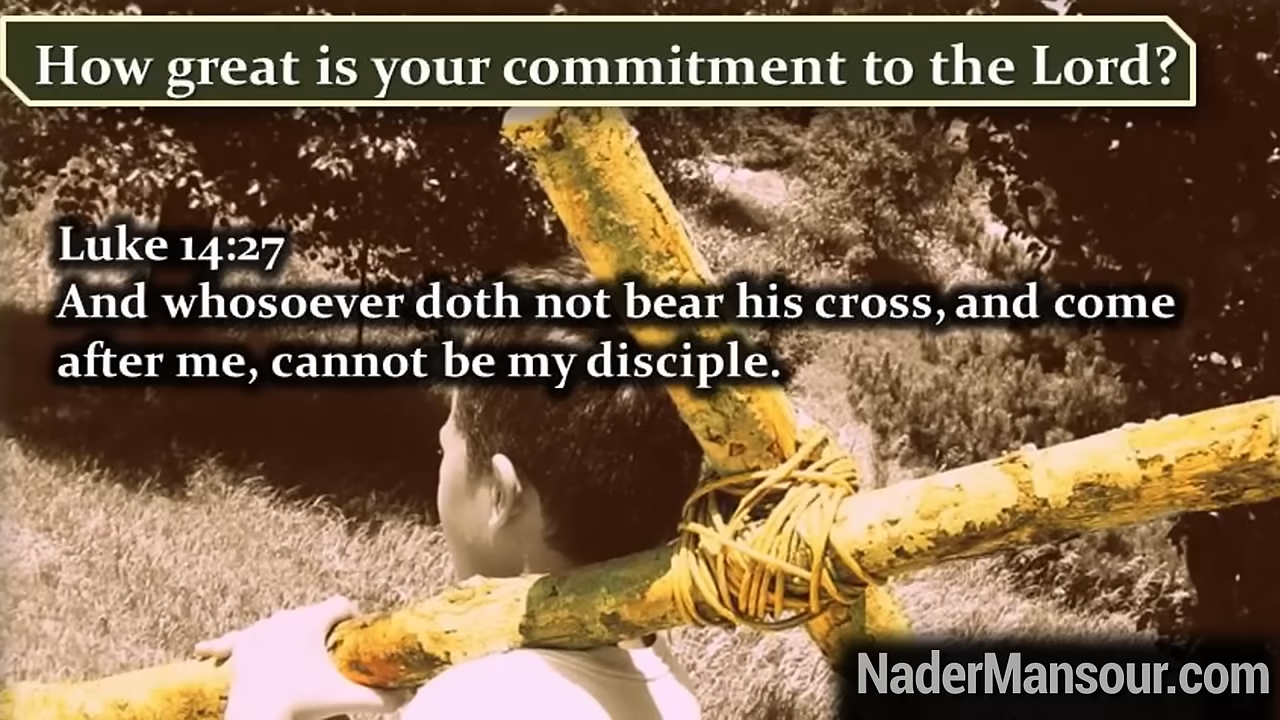 How great is your commitment to the Lord?
Luke 14:27
And whosoever doth not bear his cross, and come
after me, cannot be my disciple.
NaderMansour.com